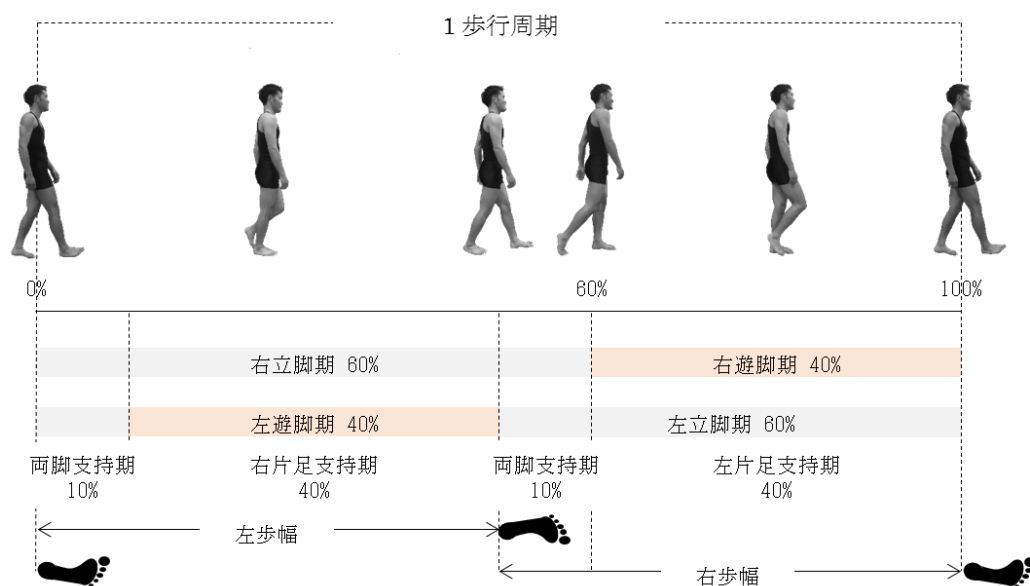 1 歩行周期
0%
60%
100%
右立脚期 60%
右遊脚期 40%
左遊脚期 40%
左立脚期 60%
両脚支持期
10%
右片足支持期
40%
両脚支持期
10%
左片足支持期
40%
左歩幅
右歩幅